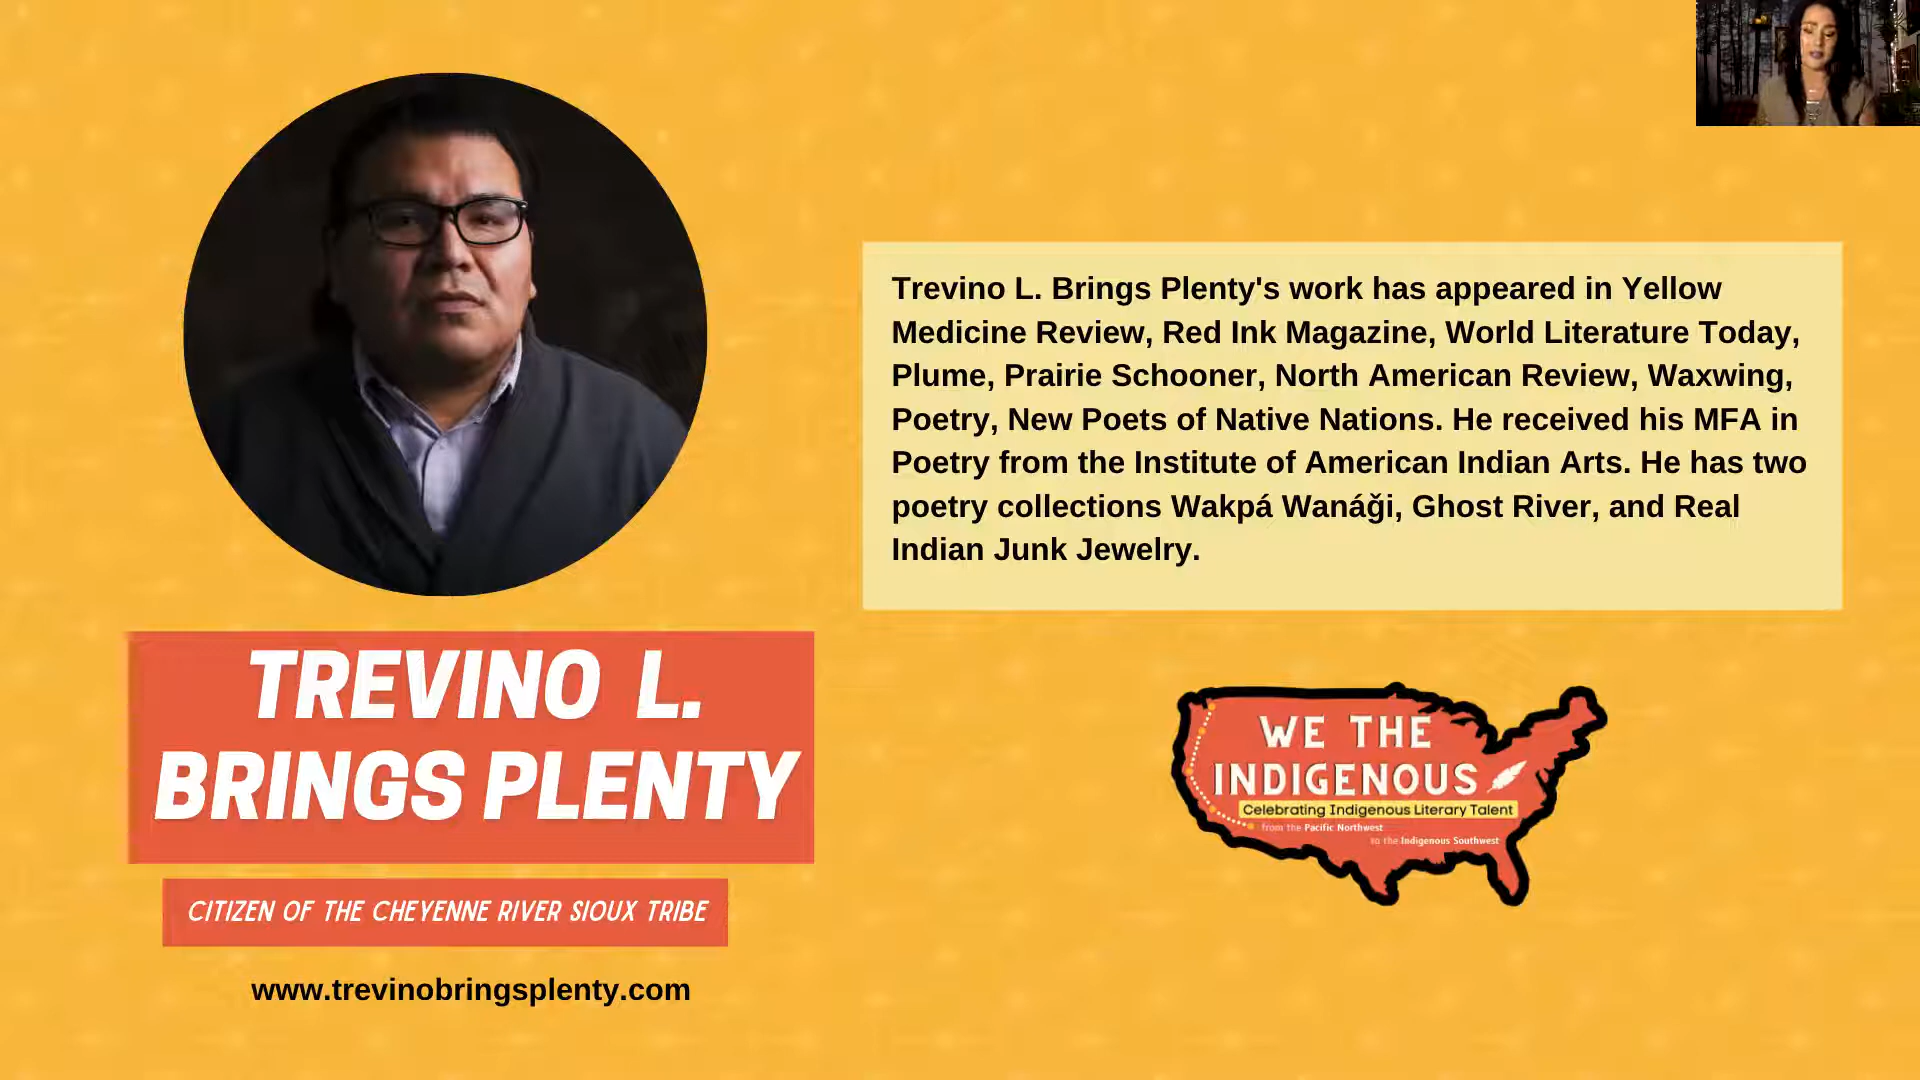 TREVINO L.
BRINGS PLENTY
CITIZEN OF THE CHEYENNE RIVER SIOUX TRIBE
www.trevinobringsplenty.com
Trevino L. Brings Plenty's work has appeared in Yellow
Medicine Review, Red Ink Magazine, World Literature Today,
Plume, Prairie Schooner, North American Review, Waxwing,
Poetry, New Poets of Native Nations. He received his MFA in
Poetry from the Institute of American Indian Arts. He has two
poetry collections Wakpá Wanáǧi, Ghost River, and Real
Indian Junk Jewelry.
WE THE
INDIGENOUS
Celebrating Indigenous Literary Talent
from the Pacific Northwest
to the Indigenous Southwest